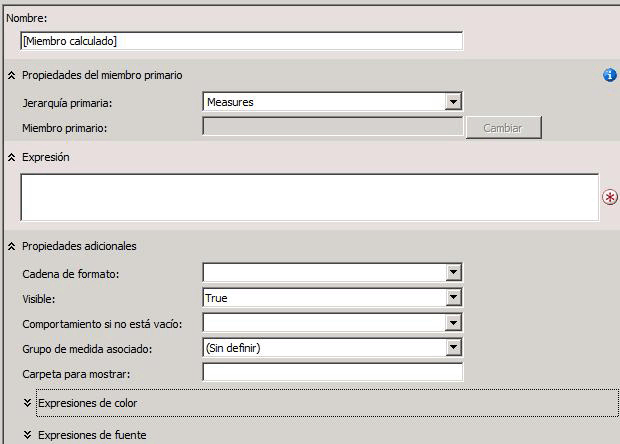 Nombre:
[Miembro calculado]
Propiedades del miembro primario
Jerarquía primaria:
Measures
Miembro primario:
Cambiar
Expresión
Propiedades adicionales
Cadena de formato:
Visible:
True
Comportamiento si no está vacío:
Grupo de medida asociado:
(Sin definir)
Carpeta para mostrar:
Expresiones de color
Expresiones de fuente